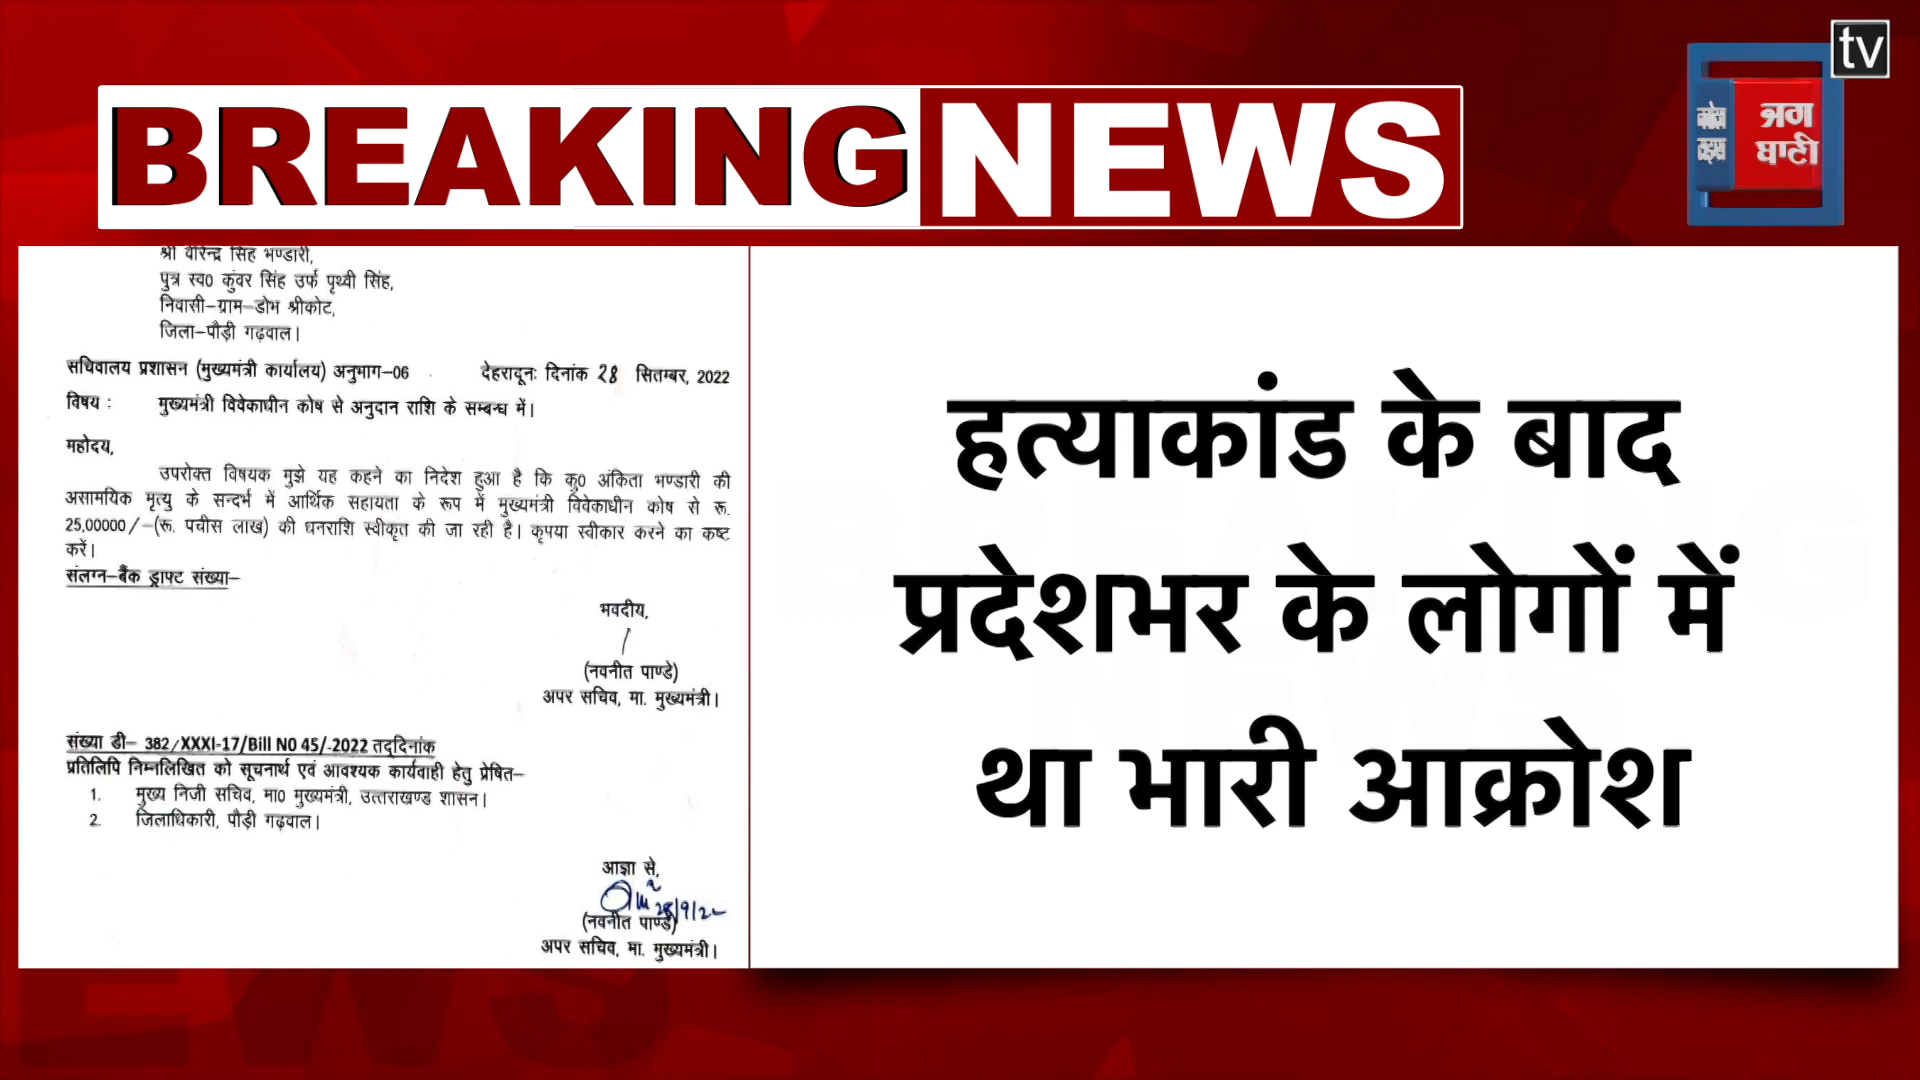 BREAKING NEWS
tv
ਜਗ
ਬਾਣੀ
श्री वीरेन्द्र सिंह भण्डारी,
पुत्र स्व0 कुंवर सिंह उर्फ पृथ्वी सिंह,
निवासी–ग्राम–डोभ श्रीकोट,
जिला–पौड़ी गढ़वाल।
सचिवालय प्रशासन (मुख्यमंत्री कार्यालय) अनुभाग–06 देहरादूनः दिनांक 28 सितम्बर, 2022
विषय : मुख्यमंत्री विवेकाधीन कोष से अनुदान राशि के सम्बन्ध में।
महोदय,
उपरोक्त विषयक मुझे यह कहने का निदेश हुआ है कि कु0 अंकिता भण्डारी की
असामयिक मृत्यु के सन्दर्भ में आर्थिक सहायता के रूप में मुख्यमंत्री विवेकाधीन कोष से रू.
25,00000/–(रू. पचीस लाख) की धनराशि स्वीकृत की जा रही है। कृपया स्वीकार करने का कष्ट
करें।
संलग्न–बैंक ड्राफ्ट संख्या–
भवदीय,
(नवनीत पाण्डे)
अपर सचिव, मा. मुख्यमंत्री।
संख्या डी– 382/XXXI-17/Bill NO 45/-2022 तद्दिनांक
प्रतिलिपि निम्नलिखित को सूचनार्थ एवं आवश्यक कार्यवाही हेतु प्रेषित–
1. मुख्य निजी सचिव, मा0 मुख्यमंत्री, उत्तराखण्ड शासन।
2. जिलाधिकारी, पौड़ी गढ़वाल।
आज्ञा से,
28/9/22
(नवनीत पाण्डे)
अपर सचिव, मा. मुख्यमंत्री।
हत्याकांड के बाद
प्रदेशभर के लोगों में
था भारी आक्रोश